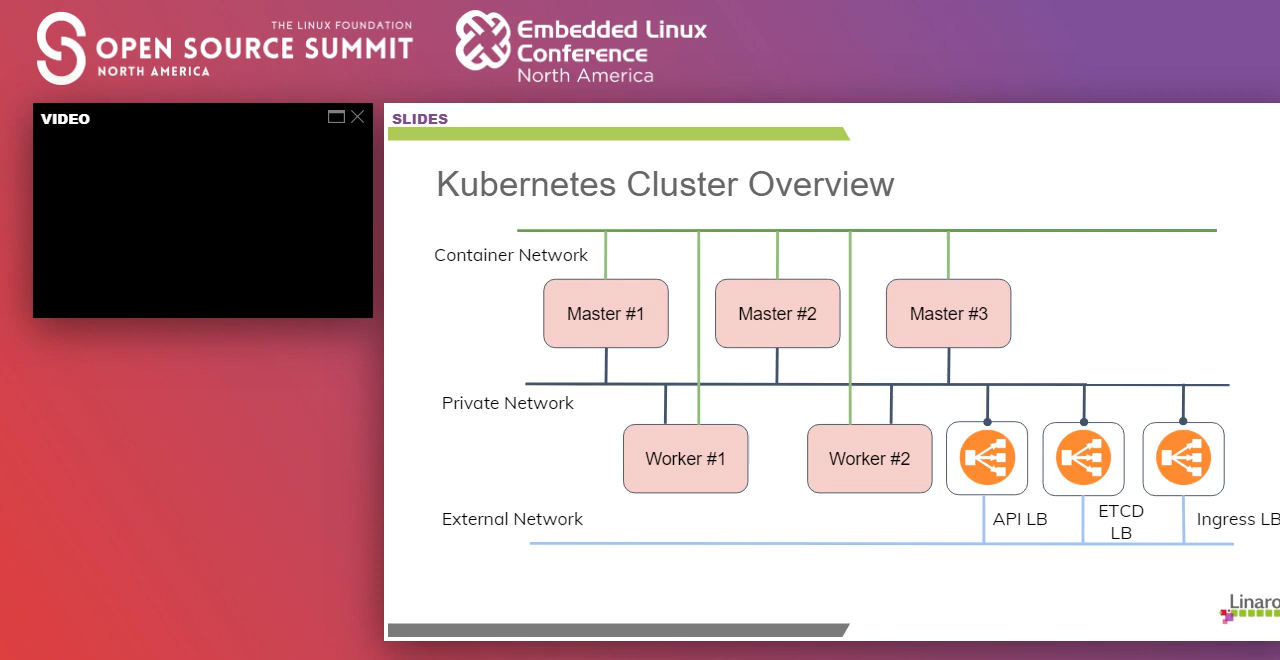 THE LINUX FOUNDATION
OPEN SOURCE SUMMIT
NORTH AMERICA
Embedded Linux
Conference
North America
VIDEO
SLIDES
Kubernetes Cluster Overview
Container Network
Master #1
Master #2
Master #3
Private Network
Worker #1
Worker #2
External Network
API LB
ETCD
LB
Ingress LB
Linaro